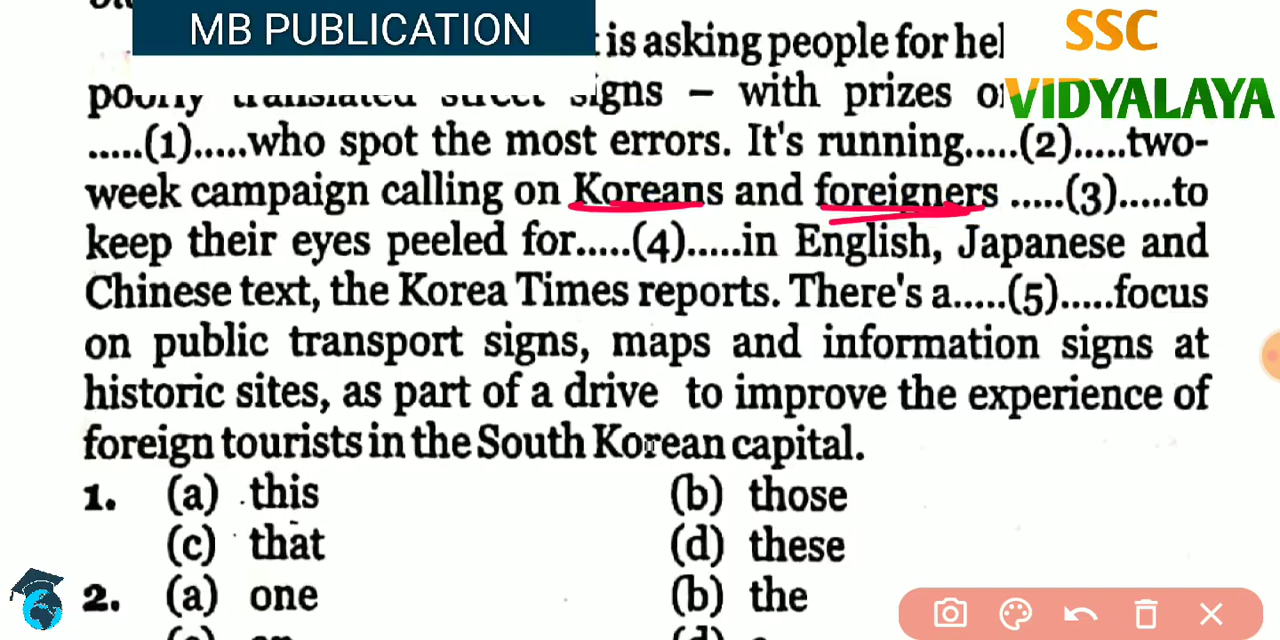 MB PUBLICATION
SSC
VIDYALAYA
is asking people for hel
poorly translated street signs – with prizes
.....(1).....who spot the most errors. It's running.....(2).....two-
week campaign calling on Koreans and foreigners .....(3).....to
keep their eyes peeled for.....(4).....in English, Japanese and
Chinese text, the Korea Times reports. There's a.....(5).....focus
on public transport signs, maps and information signs at
historic sites, as part of a drive to improve the experience of
foreign tourists in the South Korean capital.
1. (a) this (b) those
(c) that (d) these
2. (a) one (b) the